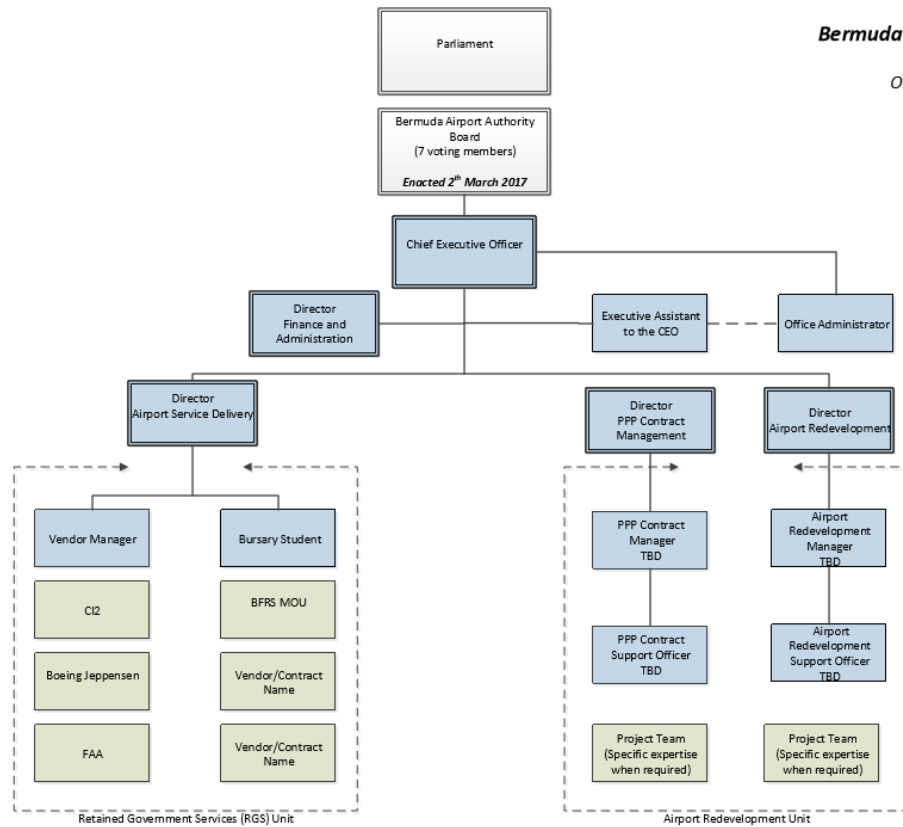 Parliament
Bermuda
O
Bermuda Airport Authority
Board
(7 voting members)
Enacted 2th March 2017
Chief Executive Officer
Director
Finance and
Administration
Executive Assistant
to the CEO
Office Administrator
Director
Airport Service Delivery
Director
PPP Contract
Management
Director
Airport Redevelopment
Vendor Manager
Bursary Student
PPP Contract
Manager
TBD
Airport
Redevelopment
Manager
TBD
CI2
BFRS MOU
Boeing Jeppensen
Vendor/Contract
Name
PPP Contract
Support Officer
TBD
Airport
Redevelopment
Support Officer
TBD
FAA
Vendor/Contract
Name
Project Team
(Specific expertise
when required)
Project Team
(Specific expertise
when required)
Retained Government Services (RGS) Unit
Airport Redevelopment Unit